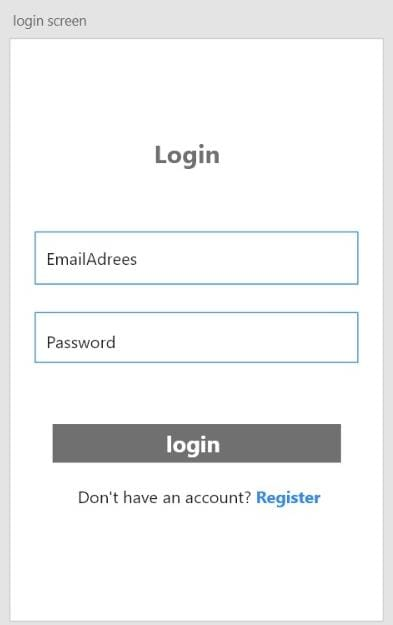 login screen
Login
EmailAdrees
Password
login
Don't have an account? Register